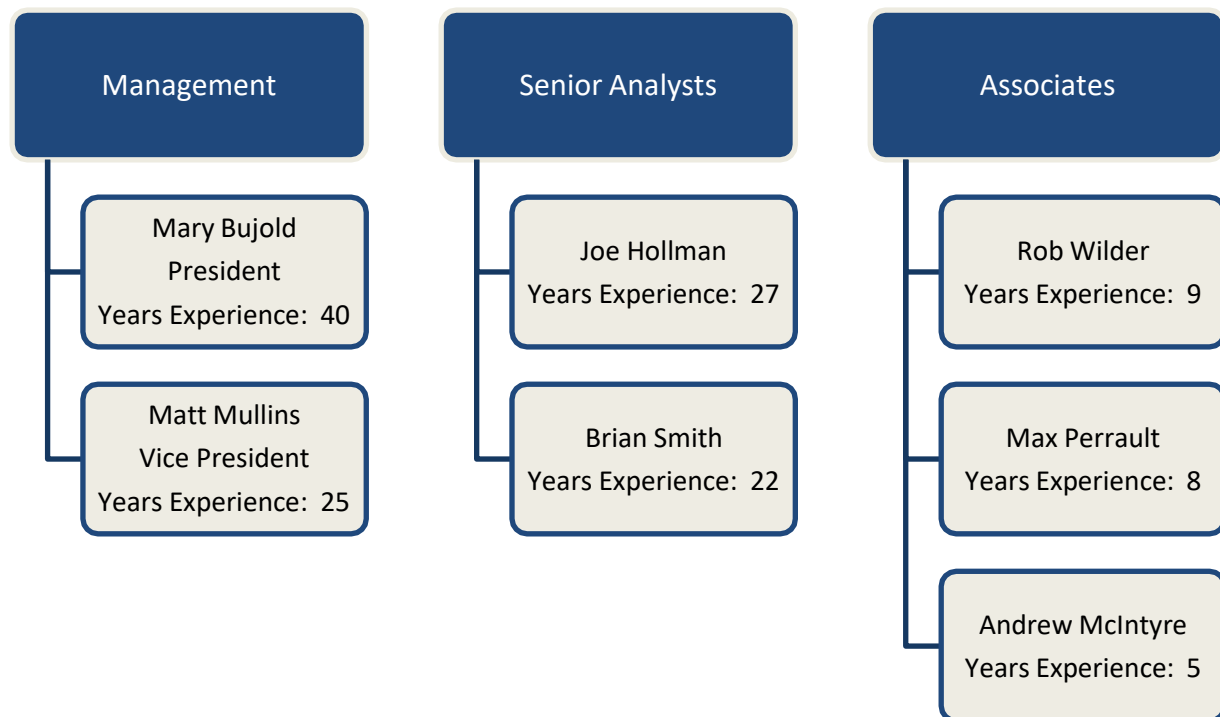 Management
Mary Bujold
President
Years Experience:  40
Matt Mullins
Vice President
Years Experience:  25
Senior Analysts
Joe Hollman
Years Experience:  27
Brian Smith
Years Experience:  22
Associates
Rob Wilder
Years Experience:  9
Max Perrault
Years Experience:  8
Andrew McIntyre
Years Experience:  5